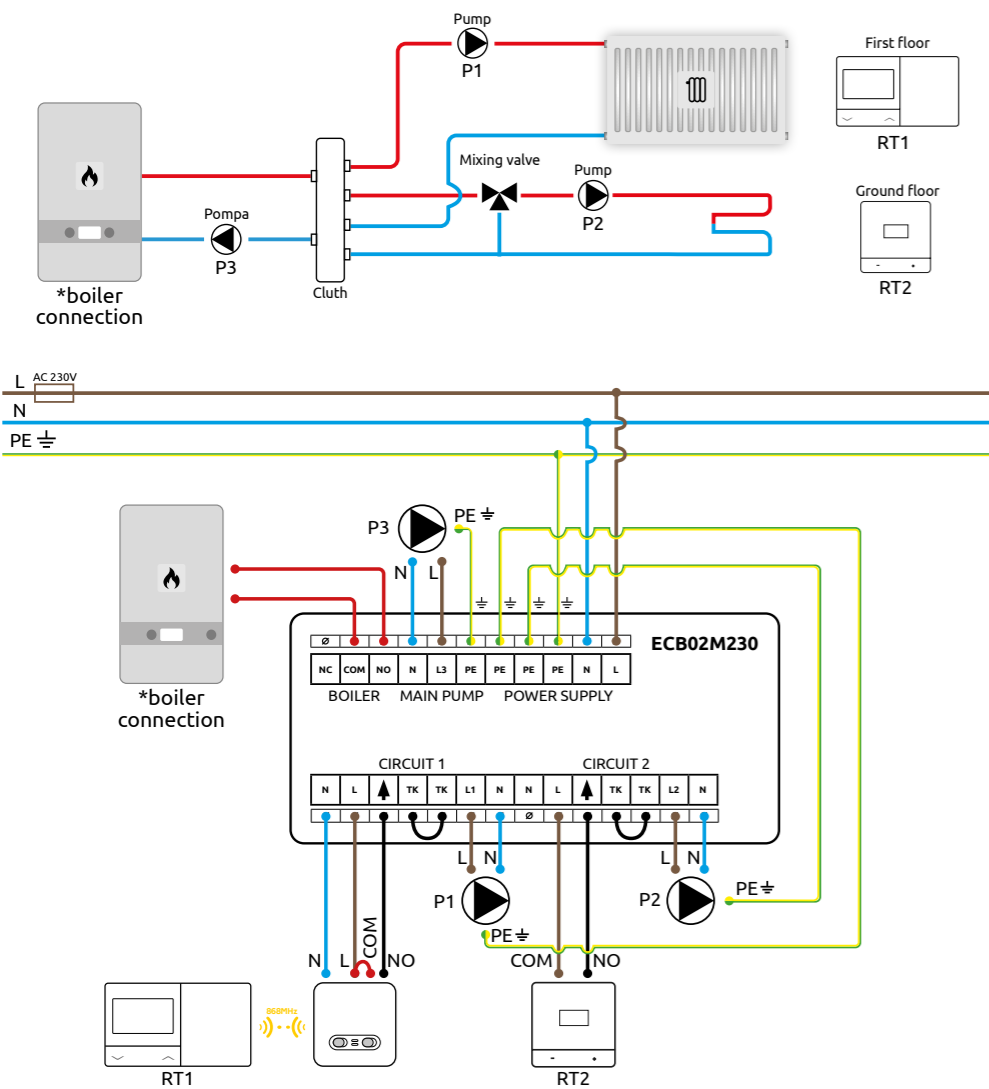 Pump
P1
First floor
RT1
Mixing valve
Pump
P2
Ground floor
RT2
Pompa
P3
*boiler
connection
Cluth
L AC 230V
N
PE
P3 PE
N L
*boiler
connection
ECB02M230
ø
NC COM NO N L3 PE PE PE PE N L
BOILER MAIN PUMP POWER SUPPLY
CIRCUIT 1 CIRCUIT 2
N L TK TK L1 N N L TK TK L2 N
ø
L N L N
P1 P2 PE
PE
N L COM NO COM NO
868MHz
RT1 RT2